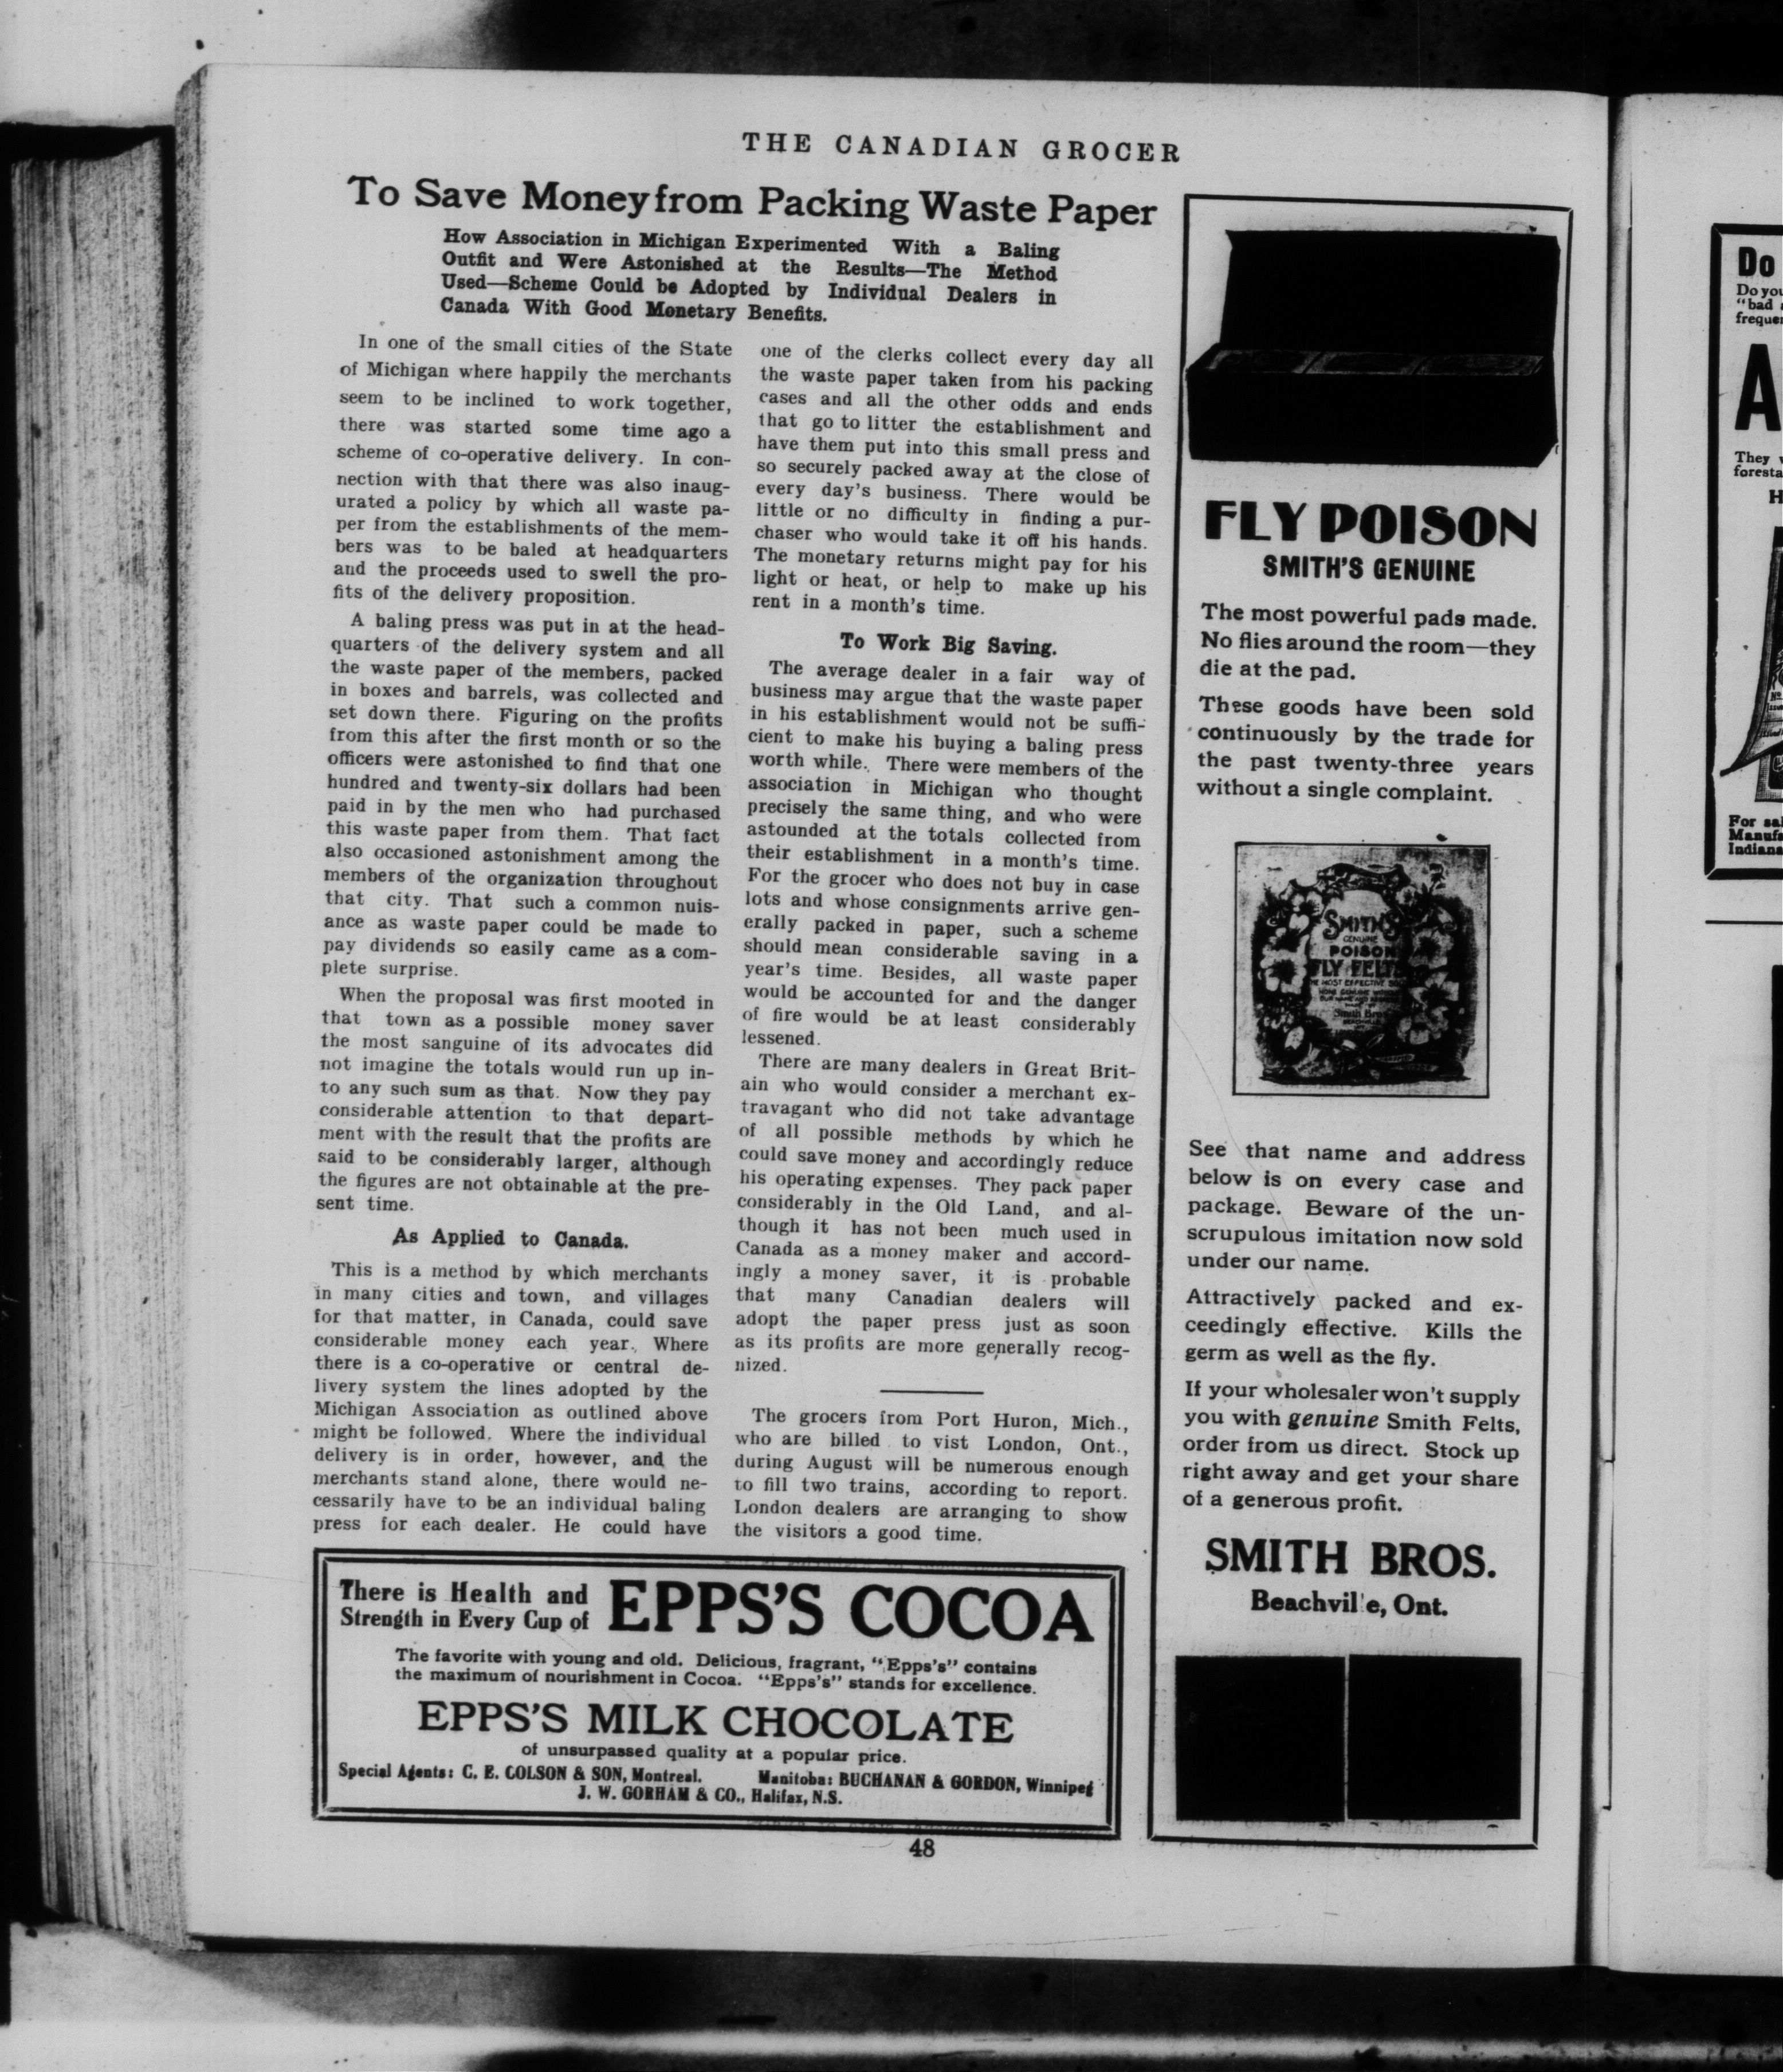 THE CANADIAN GROCER
To Save Money from Packing Waste Paper
How Association in Michigan Experimented With a Baling
Outfit and Were Astonished at the Results—The Method
Used—Scheme Could be Adopted by Individual Dealers in
Canada With Good Monetary Benefits.
In one of the small cities of the State
of Michigan where happily the merchants
seem to be inclined to work together,
there was started some time ago a
scheme of co-operative delivery. In con-
nection with that there was also inaug-
urated a policy by which all waste pa-
per from the establishments of the mem-
bers was to be baled at headquarters
and the proceeds used to swell the pro-
fits of the delivery proposition.
A baling press was put in at the head-
quarters of the delivery system and all
the waste paper of the members, packed
in boxes and barrels, was collected and
set down there. Figuring on the profits
from this after the first month or so the
officers were astonished to find that one
hundred and twenty-six dollars had been
paid in by the men who had purchased
this waste paper from them. That fact
also occasioned astonishment among the
members of the organization throughout
that city. That such a common nuis-
ance as waste paper could be made to
pay dividends so easily came as a com-
plete surprise.
When the proposal was first mooted in
that town as a possible money saver
the most sanguine of its advocates did
not imagine the totals would run up in-
to any such sum as that. Now they pay
considerable attention to that depart-
ment with the result that the profits are
said to be considerably larger, although
the figures are not obtainable at the pre-
sent time.
As Applied to Canada.
This is a method by which merchants
in many cities and town, and villages
for that matter, in Canada, could save
considerable money each year. Where
there is a co-operative or central de-
livery system the lines adopted by the
Michigan Association as outlined above
might be followed. Where the individual
delivery is in order, however, and the
merchants stand alone, there would ne-
cessarily have to be an individual baling
press for each dealer. He could have
one of the clerks collect every day all
the waste paper taken from his packing
cases and all the other odds and ends
that go to litter the establishment and
have them put into this small press and
so securely packed away at the close of
every day's business. There would be
little or no difficulty in finding a pur-
chaser who would take it off his hands.
The monetary returns might pay for his
light or heat, or help to make up his
rent in a month's time.
To Work Big Saving.
The average dealer in a fair way of
business may argue that the waste paper
in his establishment would not be suffi-
cient to make his buying a baling press
worth while. There were members of the
association in Michigan who thought
precisely the same thing, and who were
astounded at the totals collected from
their establishment in a month's time.
For the grocer who does not buy in case
lots and whose consignments arrive gen-
erally packed in paper, such a scheme
should mean considerable saving in a
year's time. Besides, all waste paper
would be accounted for and the danger
of fire would be at least considerably
lessened.
There are many dealers in Great Brit-
ain who would consider a merchant ex-
travagant who did not take advantage
of all possible methods by which he
could save money and accordingly reduce
his operating expenses. They pack paper
considerably in the Old Land, and al-
though it has not been much used in
Canada as a money maker and accord-
ingly a money saver, it is probable
that many Canadian dealers will
adopt the paper press just as soon
as its profits are more generally recog-
nized.
The grocers from Port Huron, Mich.,
who are billed to vist London, Ont.,
during August will be numerous enough
to fill two trains, according to report.
London dealers are arranging to show
the visitors a good time.
There is Health and
Strength in Every Cup of
EPPS'S COCOA
The favorite with young and old. Delicious, fragrant, "Epps's" contains
the maximum of nourishment in Cocoa. "Epps's" stands for excellence.
EPPS'S MILK CHOCOLATE
of unsurpassed quality at a popular price.
Special Agents: C. E. COLSON & SON, Montreal. Manitoba: BUCHANAN & GORDON, Winnipeg
J. W. GORHAM & CO., Halifax, N.S.
FLY POISON
SMITH'S GENUINE
The most powerful pads made.
No flies around the room—they
die at the pad.
These goods have been sold
continuously by the trade for
the past twenty-three years
without a single complaint.
SMITH'S
GENUINE
POISON
FLY FELTS
Smith Bros
See that name and address
below is on every case and
package. Beware of the un-
scrupulous imitation now sold
under our name.
Attractively packed and ex-
ceedingly effective. Kills the
germ as well as the fly.
If your wholesaler won't supply
you with genuine Smith Felts,
order from us direct. Stock up
right away and get your share
of a generous profit.
SMITH BROS.
Beachville, Ont.
48
Do
Do you
"bad
A
They
For